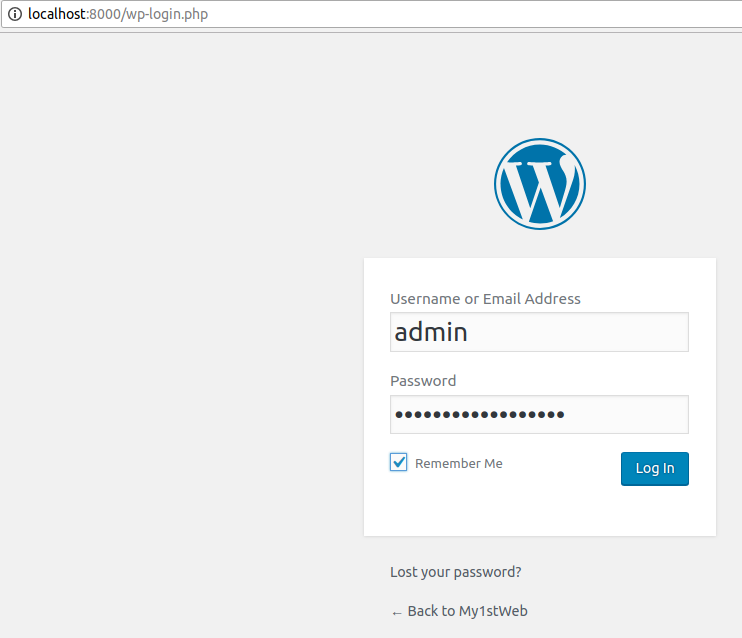 localhost:8000/wp-login.php
Username or Email Address
admin
Password
••••••••••••••••••
Remember Me
Log In
Lost your password?
← Back to My1stWeb